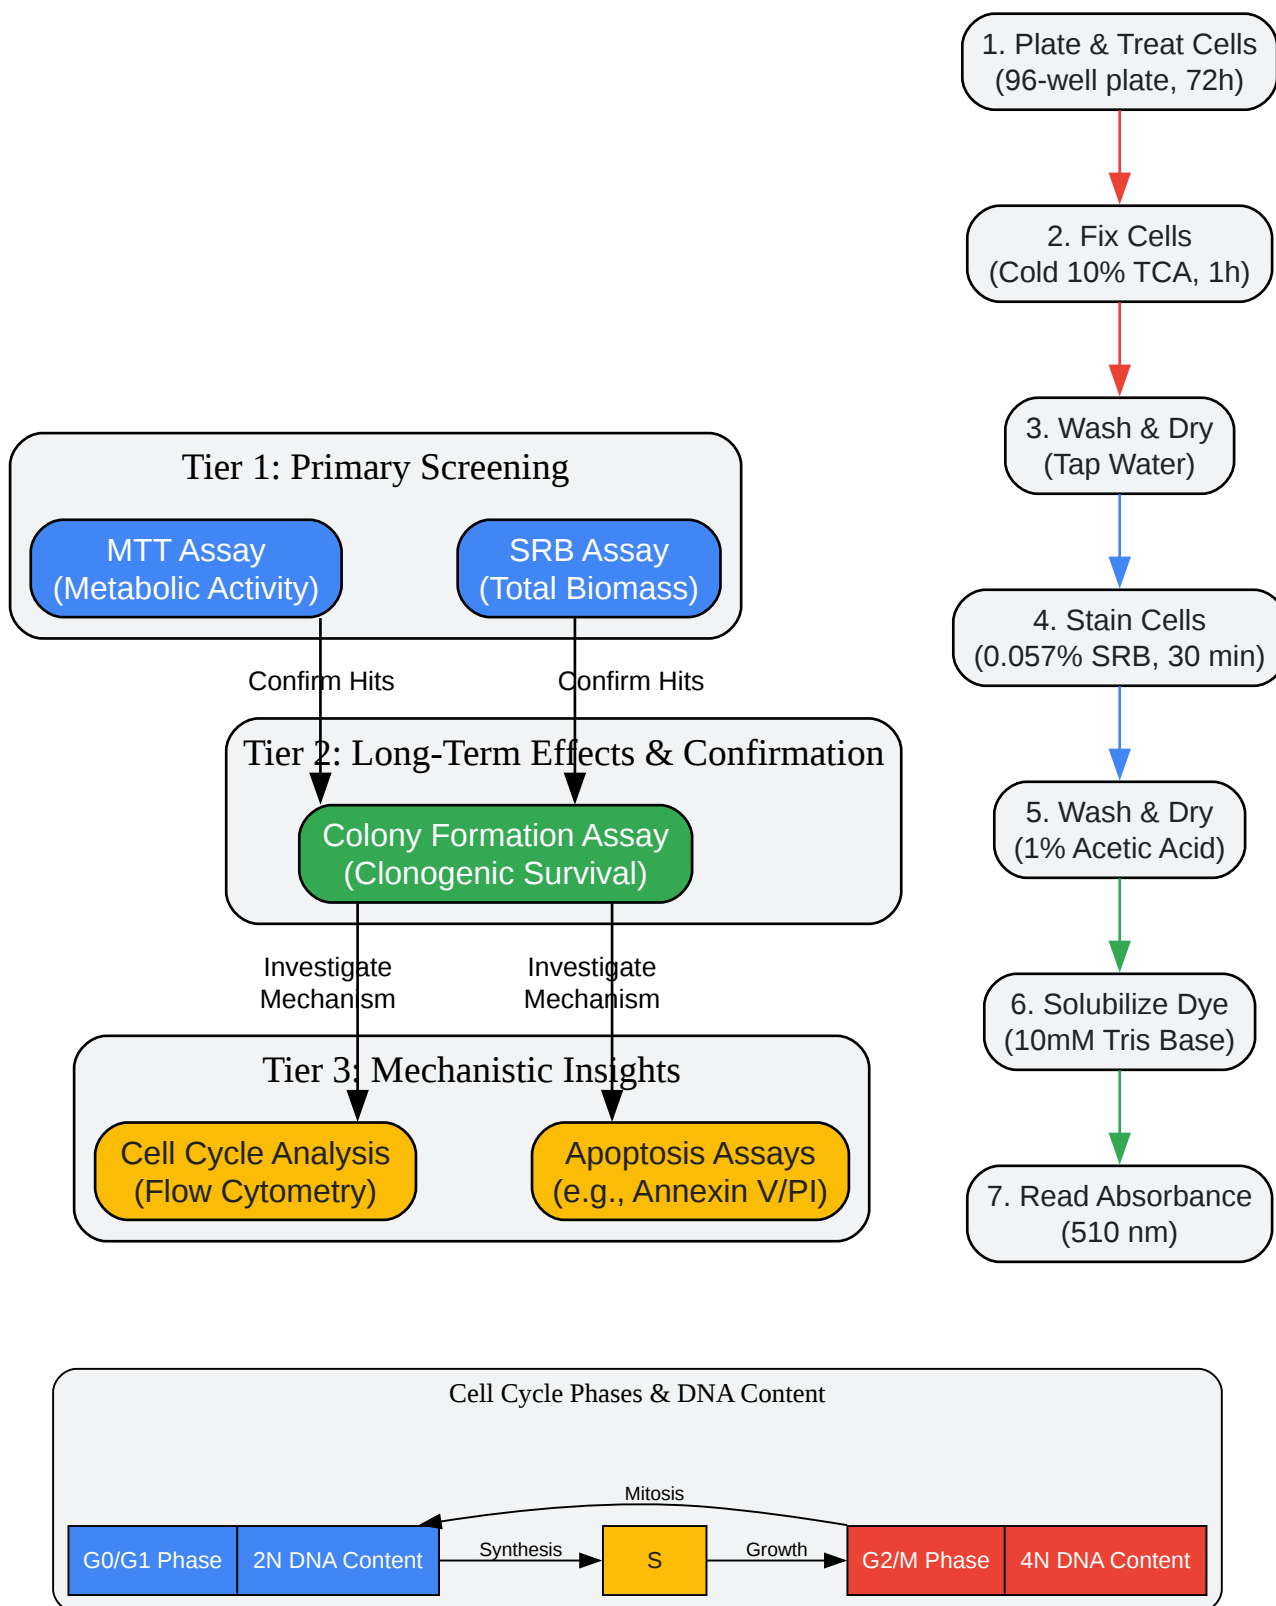 1. Plate & Treat Cells
(96-well plate, 72h)
2. Fix Cells
(Cold 10% TCA, 1h)
3. Wash & Dry
(Tap Water)
4. Stain Cells
(0.057% SRB, 30 min)
5. Wash & Dry
(1% Acetic Acid)
6. Solubilize Dye
(10mM Tris Base)
7. Read Absorbance
(510 nm)
Tier 1: Primary Screening
MTT Assay
(Metabolic Activity)
SRB Assay
(Total Biomass)
Confirm Hits
Confirm Hits
Tier 2: Long-Term Effects & Confirmation
Colony Formation Assay
(Clonogenic Survival)
Investigate
Mechanism
Investigate
Mechanism
Tier 3: Mechanistic Insights
Cell Cycle Analysis
(Flow Cytometry)
Apoptosis Assays
(e.g., Annexin V/PI)
Cell Cycle Phases & DNA Content
Mitosis
G0/G1 Phase
2N DNA Content
Synthesis
S
Growth
G2/M Phase
4N DNA Content